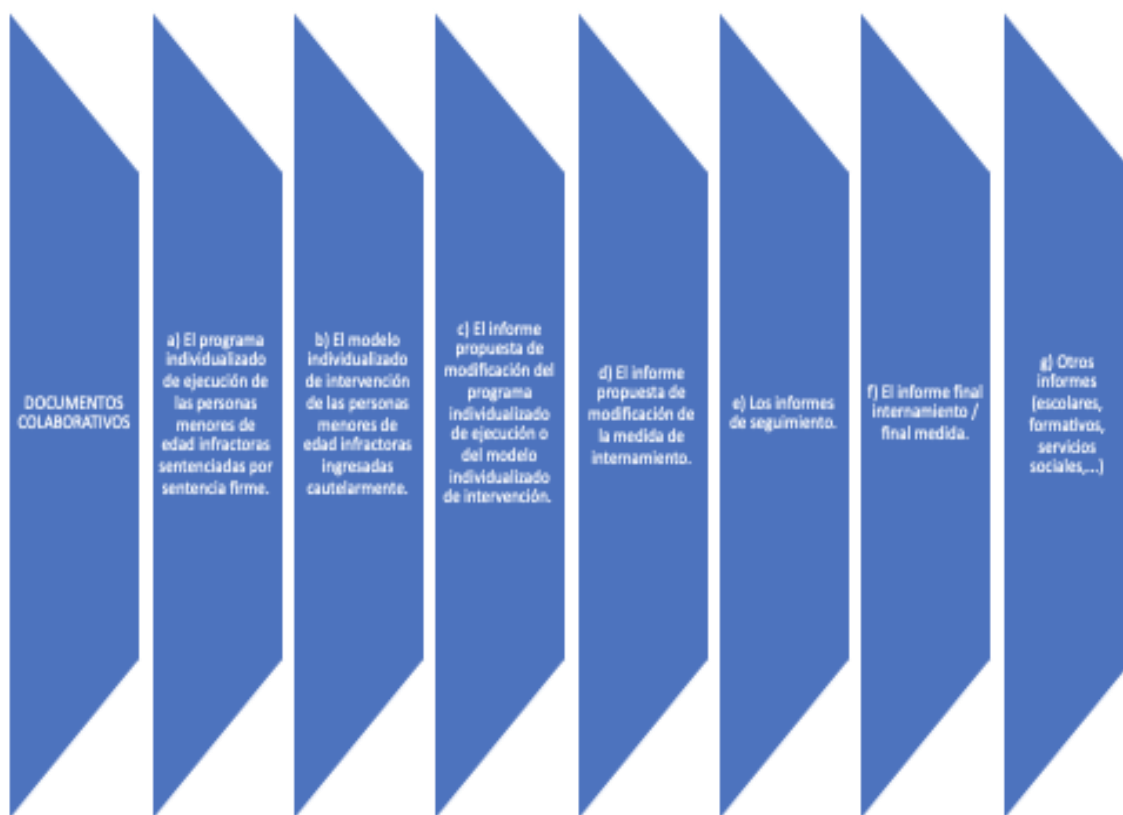 DOCUMENTOS
COLABORATIVOS
a) El programa
individualizado
de ejecución de
las personas
menores de
edad infractoras
sentenciadas por
sentencia firme.
b) El modelo
individualizado
de intervención
de las personas
menores de
edad infractoras
ingresadas
cautelarmente.
c) El informe
propuesta de
modificación del
programa
individualizado
de ejecución o
del modelo
individualizado
de intervención.
d) El informe
propuesta de
modificación de
la medida de
internamiento.
e) Los informes
de seguimiento.
f) El informe final
internamiento /
final medida.
g) Otros
informes
(escolares,
formativos,
servicios
sociales,...)